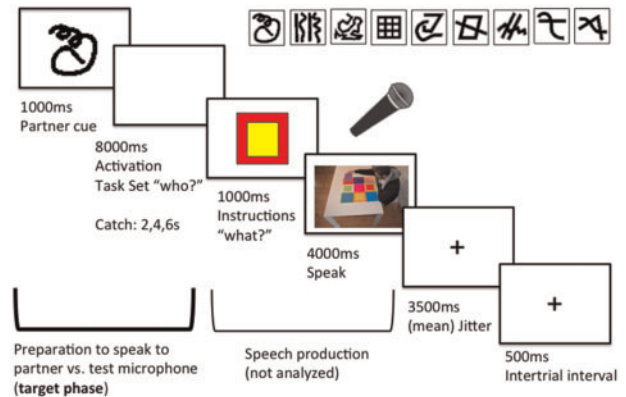 1000ms
Partner cue
8000ms
Activation
Task Set "who?"
Catch: 2,4,6s
1000ms
Instructions
"what?"
4000ms
Speak
+
3500ms
(mean) Jitter
+
500ms
Intertrial interval
Preparation to speak to
partner vs. test microphone
(target phase)
Speech production
(not analyzed)